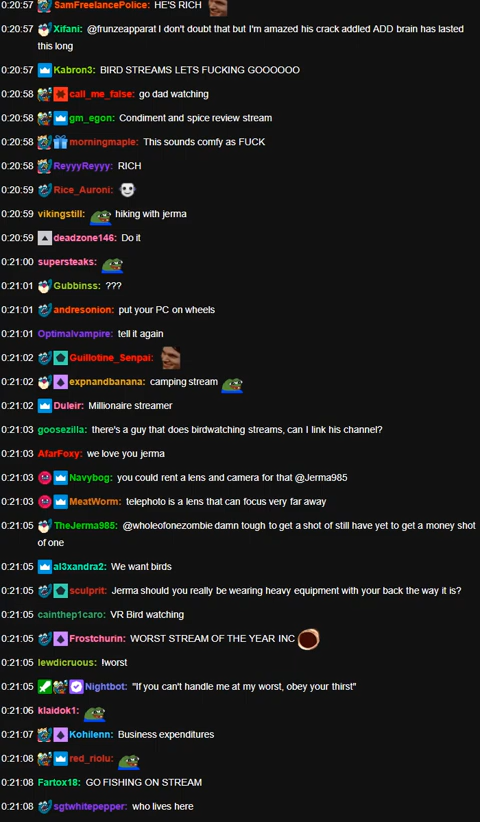 0:20:57 SamFreelancePolice: HE'S RICH
0:20:57 Xifani: @frunzeapparat I don't doubt that but I'm amazed his crack addled ADD brain has lasted
this long
0:20:57 Kabron3: BIRD STREAMS LETS FUCKING GOOOOOO
0:20:58 call_me_false: go dad watching
0:20:58 gm_egon: Condiment and spice review stream
0:20:58 morningmaple: This sounds comfy as FUCK
0:20:58 ReyyyReyyy: RICH
0:20:59 Rice_Auroni:
0:20:59 vikingstill: hiking with jerma
0:20:59 deadzone146: Do it
0:21:00 supersteaks:
0:21:01 Gubbinss: ???
0:21:01 andresonion: put your PC on wheels
0:21:01 Optimalvampire: tell it again
0:21:02 Guillotine_Senpai:
0:21:02 expnandbanana: camping stream
0:21:02 Duleir: Millionaire streamer
0:21:03 goosezilla: there's a guy that does birdwatching streams, can I link his channel?
0:21:03 AfarFoxy: we love you jerma
0:21:03 Navybog: you could rent a lens and camera for that @Jerma985
0:21:03 MeatWorm: telephoto is a lens that can focus very far away
0:21:05 TheJerma985: @wholeofonezombie damn tough to get a shot of still have yet to get a money shot
of one
0:21:05 al3xandra2: We want birds
0:21:05 sculprit: Jerma should you really be wearing heavy equipment with your back the way it is?
0:21:05 cainthep1caro: VR Bird watching
0:21:05 Frostchurin: WORST STREAM OF THE YEAR INC
0:21:05 lewdicruous: !worst
0:21:05 Nightbot: "If you can't handle me at my worst, obey your thirst"
0:21:06 klaidok1:
0:21:07 Kohilenn: Business expenditures
0:21:08 red_riolu:
0:21:08 Fartox18: GO FISHING ON STREAM
0:21:08 sgtwhitepepper: who lives here